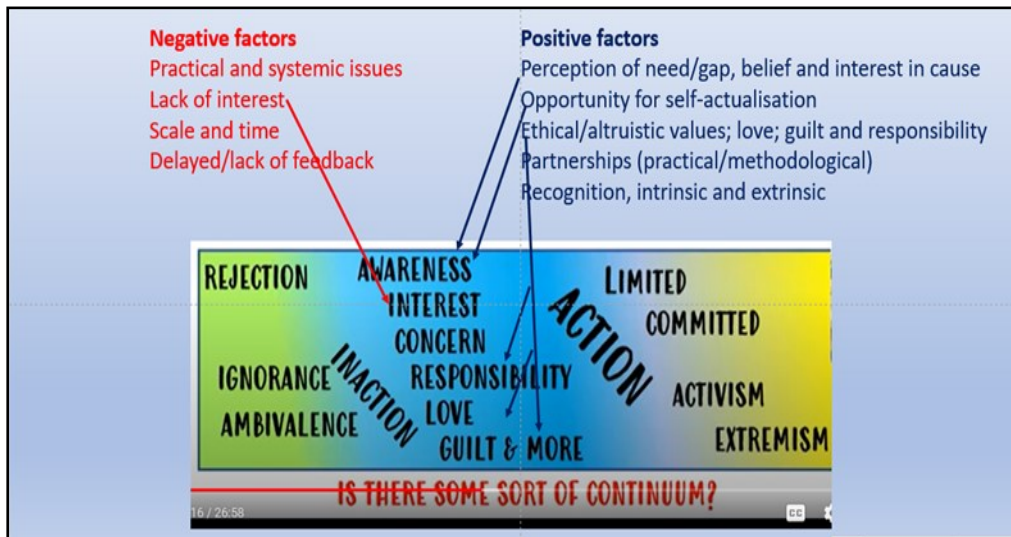 Negative factors
Practical and systemic issues
Lack of interest
Scale and time
Delayed/lack of feedback
Positive factors
Perception of need/gap, belief and interest in cause
Opportunity for self-actualisation
Ethical/altruistic values; love; guilt and responsibility
Partnerships (practical/methodological)
Recognition, intrinsic and extrinsic
REJECTION
IGNORANCE
AMBIVALENCE
INACTION
AWARENESS
INTEREST
CONCERN
RESPONSIBILITY
LOVE
GUILT & MORE
ACTION
LIMITED
COMMITTED
ACTIVISM
EXTREMISM
IS THERE SOME SORT OF CONTINUUM?
16 / 26:58
CC